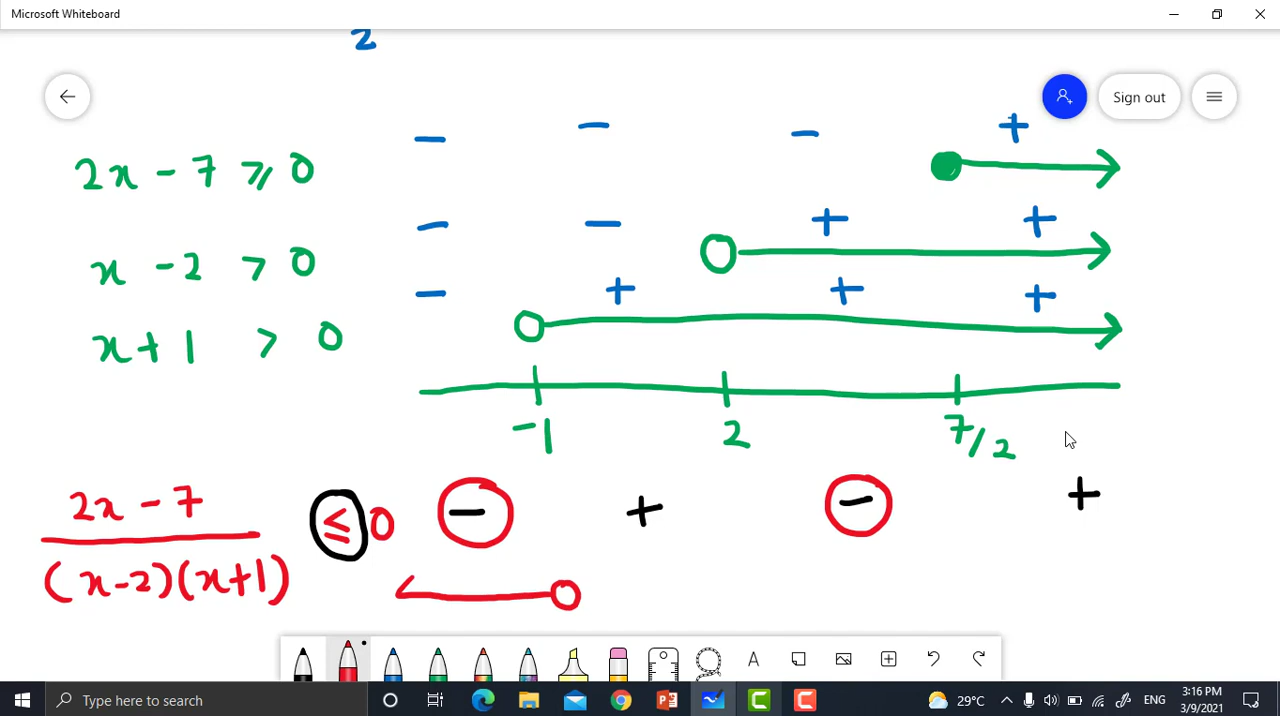 Microsoft Whiteboard
2
Sign out
- - - +
2x - 7 ⩾ 0
- - + +
x - 2 > 0
- + + +
x + 1 > 0
-1 2 7/2
2x - 7
(x-2)(x+1)
≤ 0
- + - +
A
Type here to search
29°C
ENG
3:16 PM
3/9/2021